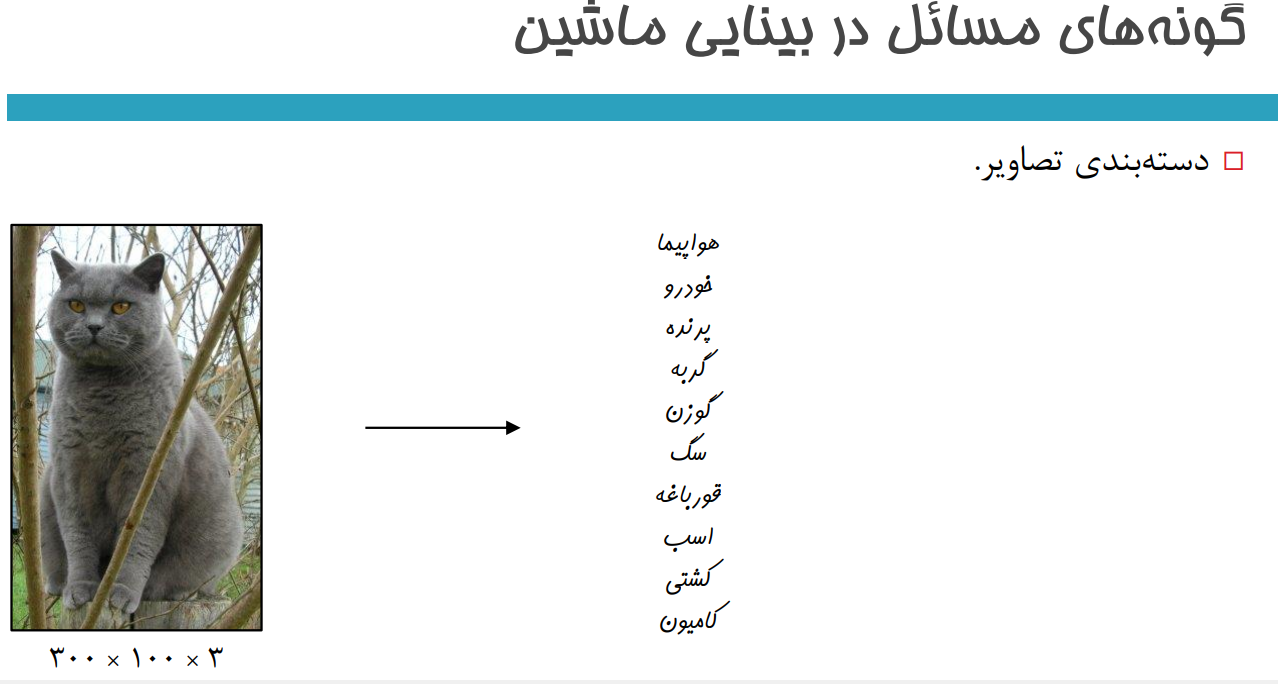 گونه‌های مسائل در بینایی ماشین
دسته‌بندی تصاویر.
هواپیما
خودرو
پرنده
گربه
گوزن
سگ
قورباغه
اسب
کشتی
کامیون
۳۰۰ × ۱۰۰ × ۳